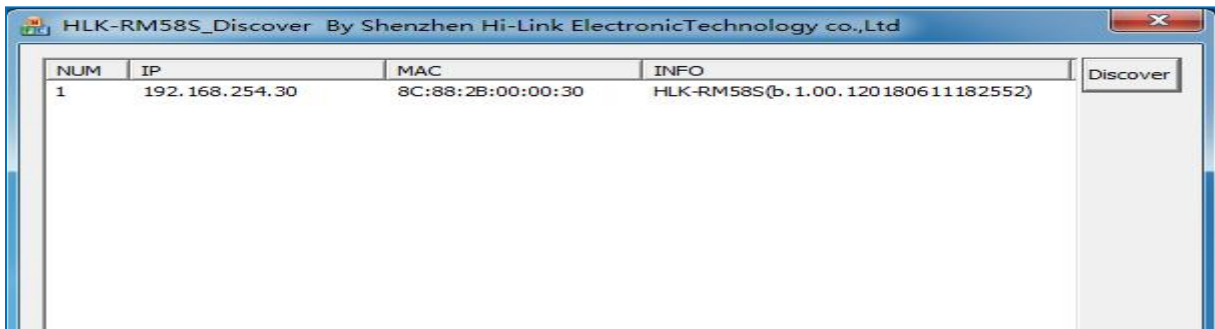 HLK-RM58S_Discover By Shenzhen Hi-Link ElectronicTechnology co.,Ltd
NUM IP MAC INFO Discover
1 192.168.254.30 8C:88:2B:00:00:30 HLK-RM58S(b.1.00.120180611182552)